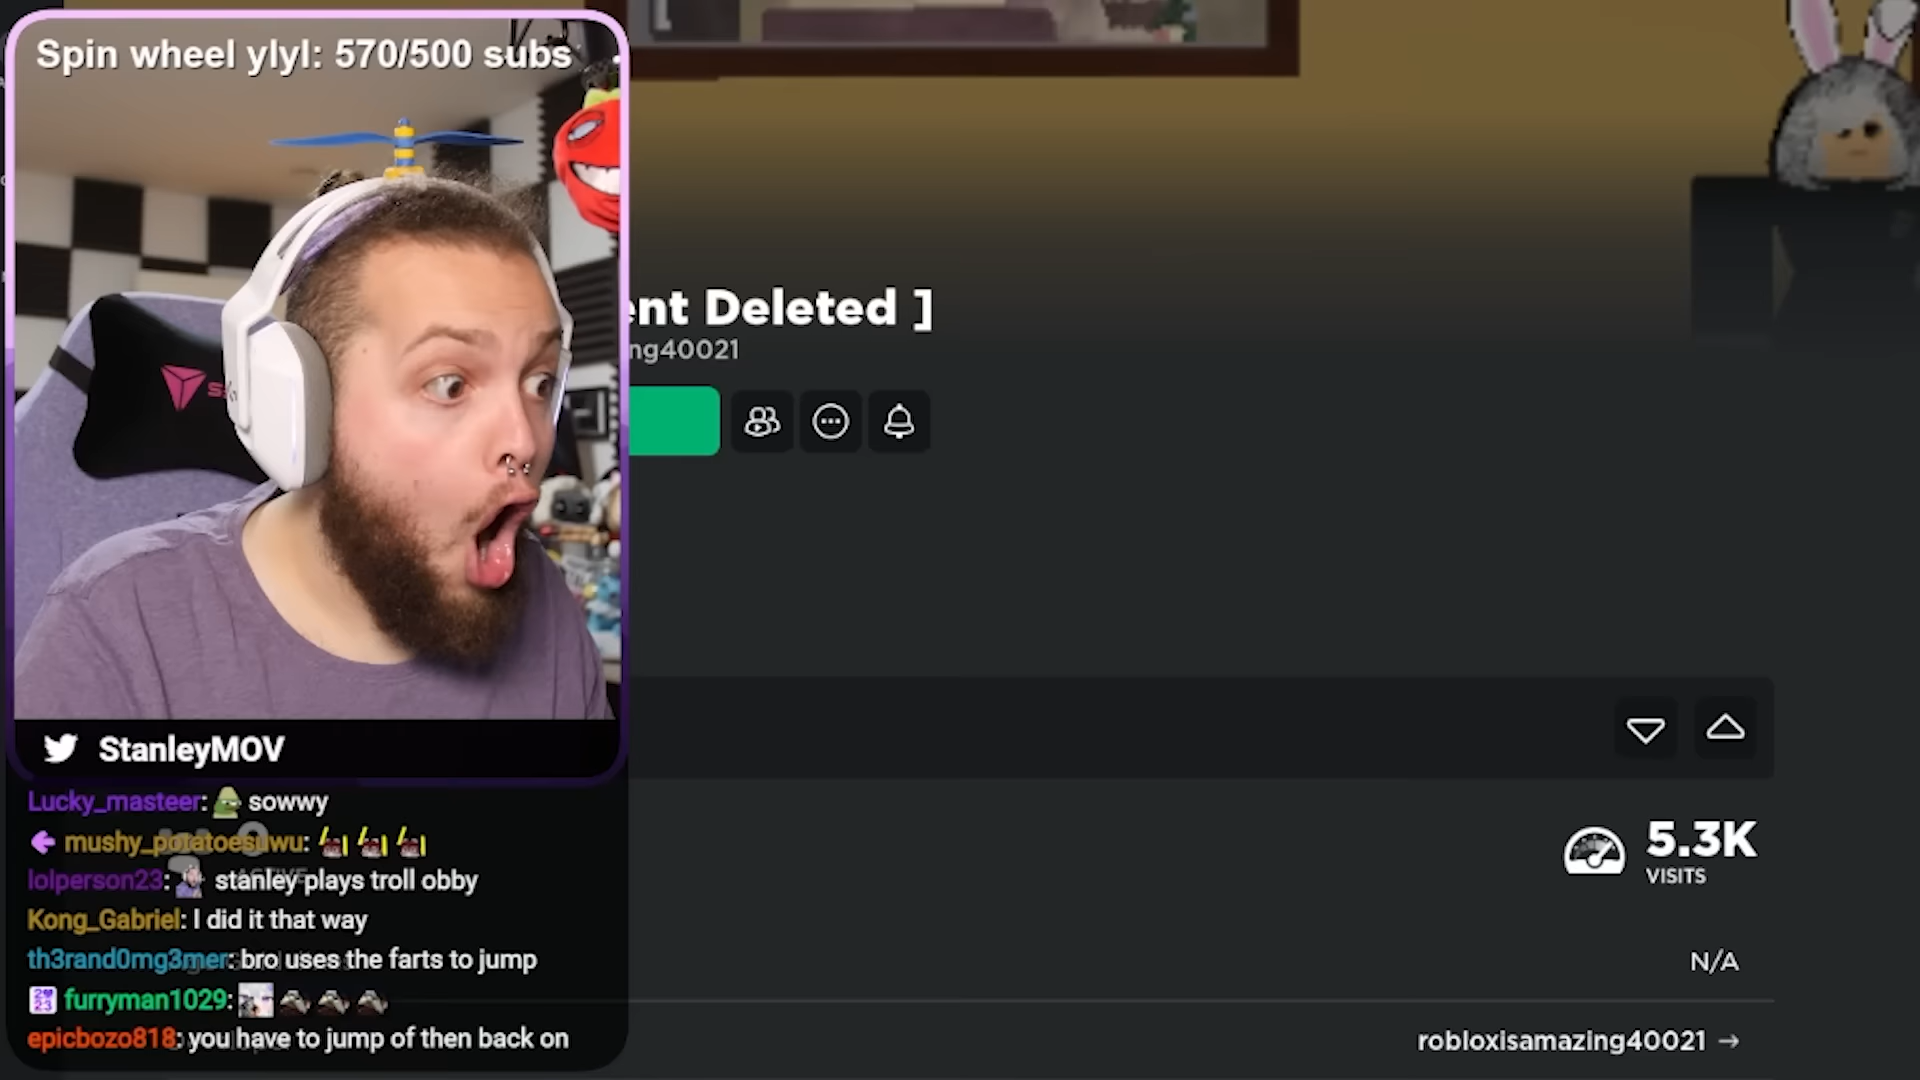 Spin wheel ylyl: 570/500 subs
ent Deleted ]
ng40021
StanleyMOV
Lucky_masteer: sowwy
mushy_potatoesuwu:
lolperson23: stanley plays troll obby
Kong_Gabriel: I did it that way
th3rand0mg3mer: bro uses the farts to jump
furryman1029:
epicbozo818: you have to jump of then back on
5.3K
VISITS
N/A
robloxisamazing40021 →